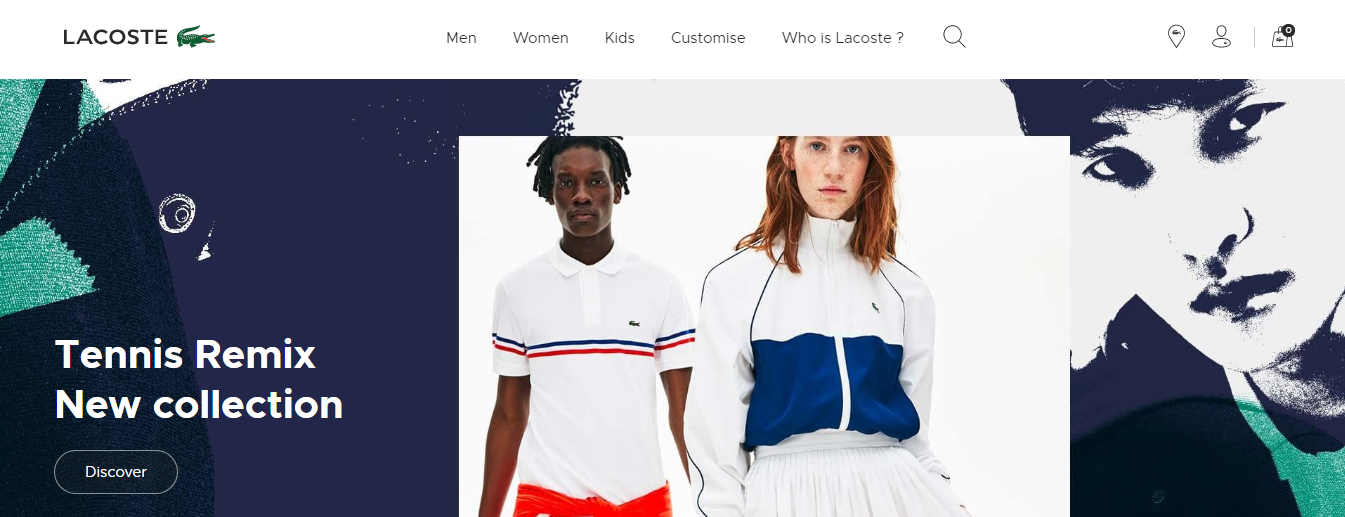 LACOSTE
Men Women Kids Customise Who is Lacoste ?
0
Tennis Remix
New collection
Discover